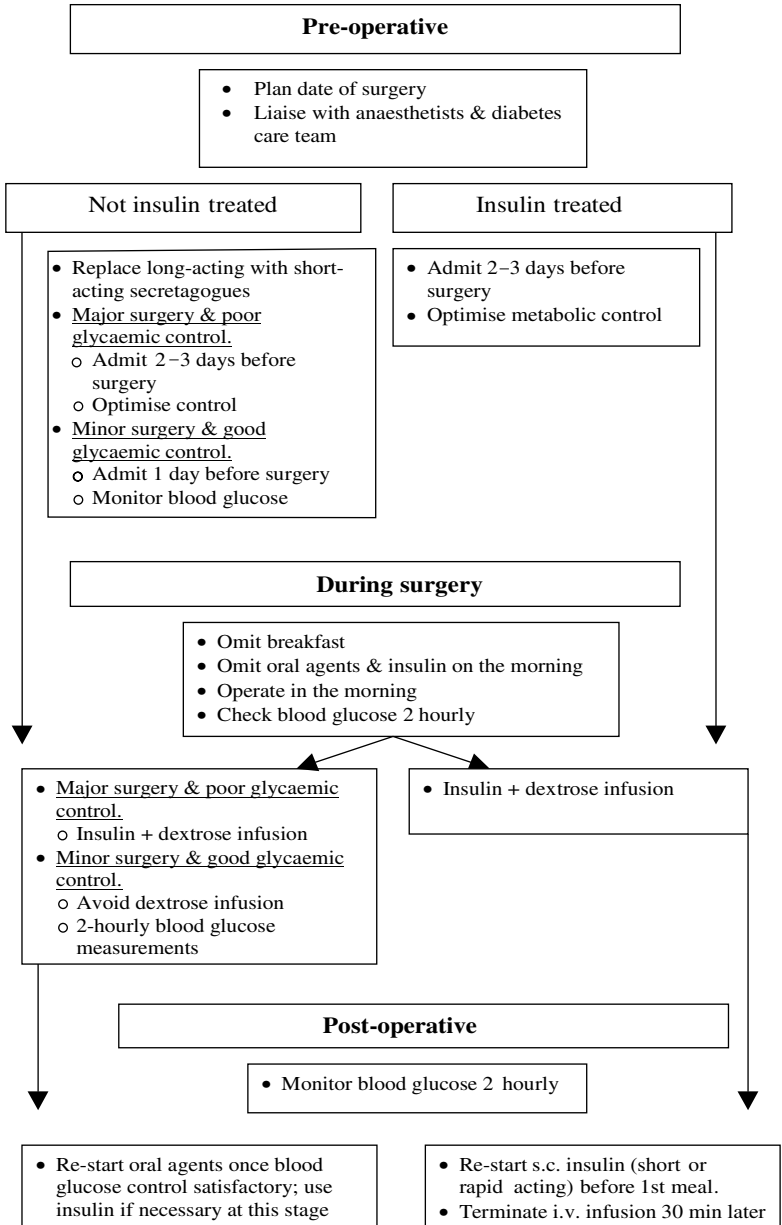 Pre-operative
• Plan date of surgery
• Liaise with anaesthetists & diabetes
care team
Not insulin treated
Insulin treated
• Replace long-acting with short-
acting secretagogues
• Major surgery & poor
glycaemic control.
o Admit 2–3 days before
surgery
o Optimise control
• Minor surgery & good
glycaemic control.
o Admit 1 day before surgery
o Monitor blood glucose
• Admit 2–3 days before
surgery
• Optimise metabolic control
During surgery
• Omit breakfast
• Omit oral agents & insulin on the morning
• Operate in the morning
• Check blood glucose 2 hourly
• Major surgery & poor glycaemic
control.
o Insulin + dextrose infusion
• Minor surgery & good glycaemic
control.
o Avoid dextrose infusion
o 2-hourly blood glucose
measurements
• Insulin + dextrose infusion
Post-operative
• Monitor blood glucose 2 hourly
• Re-start oral agents once blood
glucose control satisfactory; use
insulin if necessary at this stage
• Re-start s.c. insulin (short or
rapid acting) before 1st meal.
• Terminate i.v. infusion 30 min later